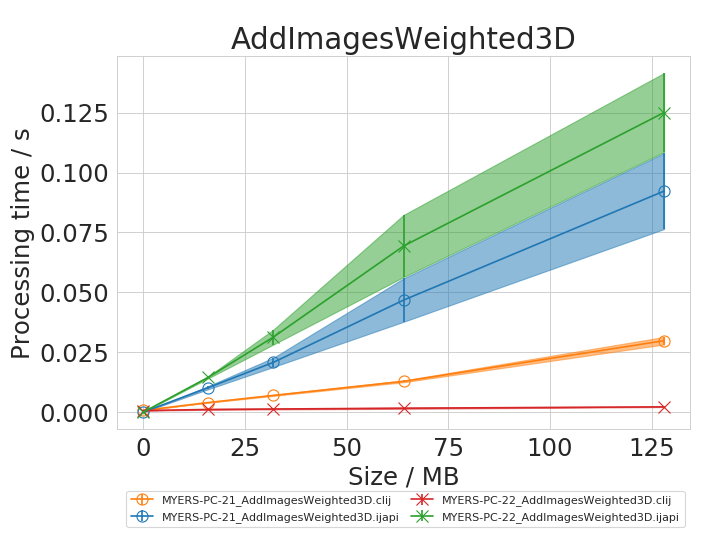 AddImagesWeighted3D
Processing time / s
0.125
0.100
0.075
0.050
0.025
0.000
0 25 50 75 100 125
Size / MB
MYERS-PC-21_AddImagesWeighted3D.clij MYERS-PC-22_AddImagesWeighted3D.clij
MYERS-PC-21_AddImagesWeighted3D.ijapi MYERS-PC-22_AddImagesWeighted3D.ijapi